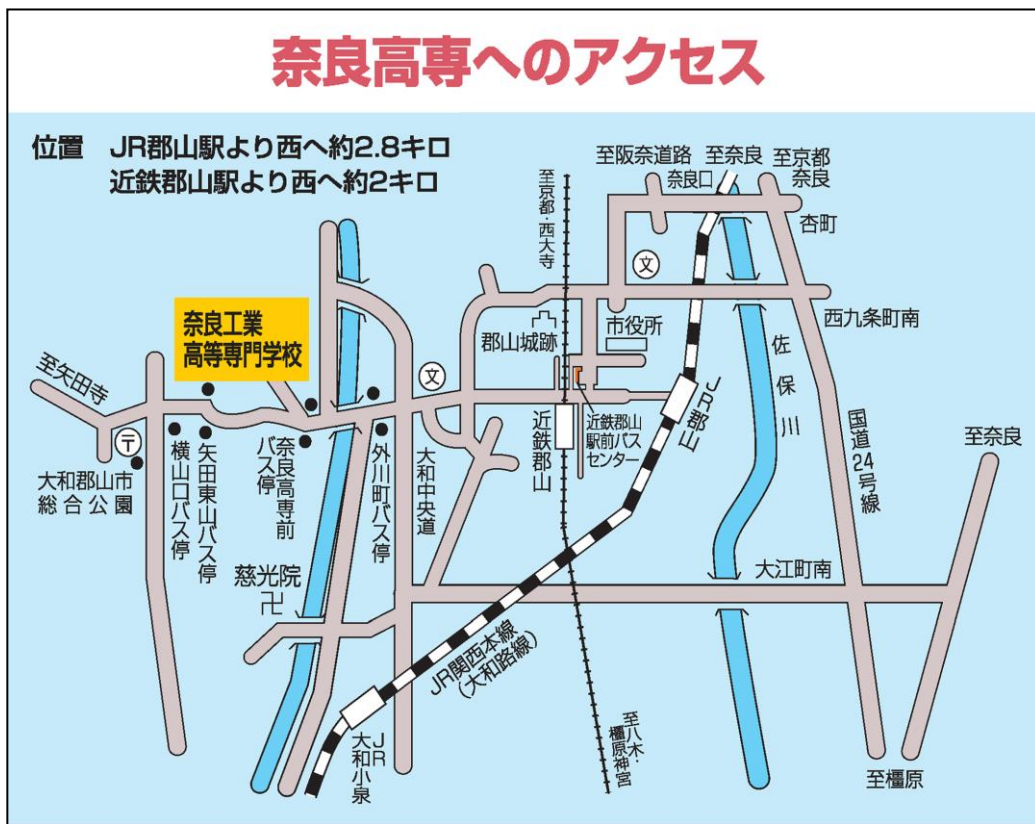 奈良高専へのアクセス
位置 JR郡山駅より西へ約2.8キロ
近鉄郡山駅より西へ約2キロ
至阪奈道路
至奈良
至京都
奈良
奈良口
杏町
至京都・西大寺
文
西九条町南
奈良工業
高等専門学校
郡山城跡
市役所
佐保川
至矢田寺
文
JR郡山
近鉄郡山
近鉄郡山
駅前バス
センター
国道24号線
至奈良
〒
大和郡山市
総合公園
横山口バス停
矢田東山バス停
奈良高専前
バス停
外川町バス停
大和中央道
慈光院
卍
大江町南
JR関西本線
(大和路線)
JR
大和小泉
至八木・
橿原神宮
至橿原